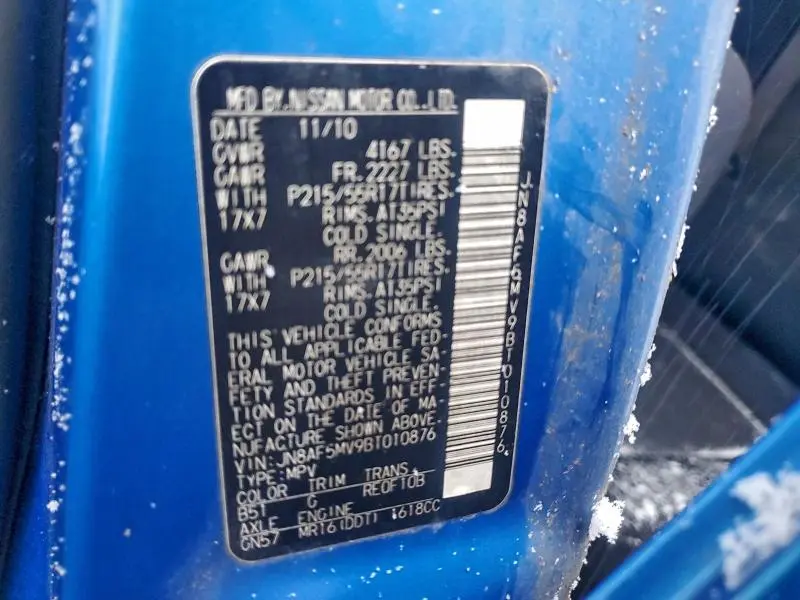 MFD BY.NISSAN MOTOR CO.,LTD.
DATE 11/10
GVWR 4167 LBS.
GAWR FR.2227 LBS.
WITH P215/55R17TIRES.
17X7 RIMS.AT35PSI
COLD SINGLE.
GAWR RR.2006 LBS.
WITH P215/55R17TIRES.
17X7 RIMS.AT35PSI
COLD SINGLE.
THIS VEHICLE CONFORMS
TO ALL APPLICABLE FED-
ERAL MOTOR VEHICLE SA-
FETY AND THEFT PREVEN-
TION STANDARDS IN EFF-
ECT ON THE DATE OF MA-
NUFACTURE SHOWN ABOVE.
VIN:JN8AF5MV9BT010876
TYPE:MPV
COLOR TRIM TRANS.
B51 G RE0F10B
AXLE ENGINE
GN57 MR16(DDT) 1618CC
JN8AF5MV9BT010876